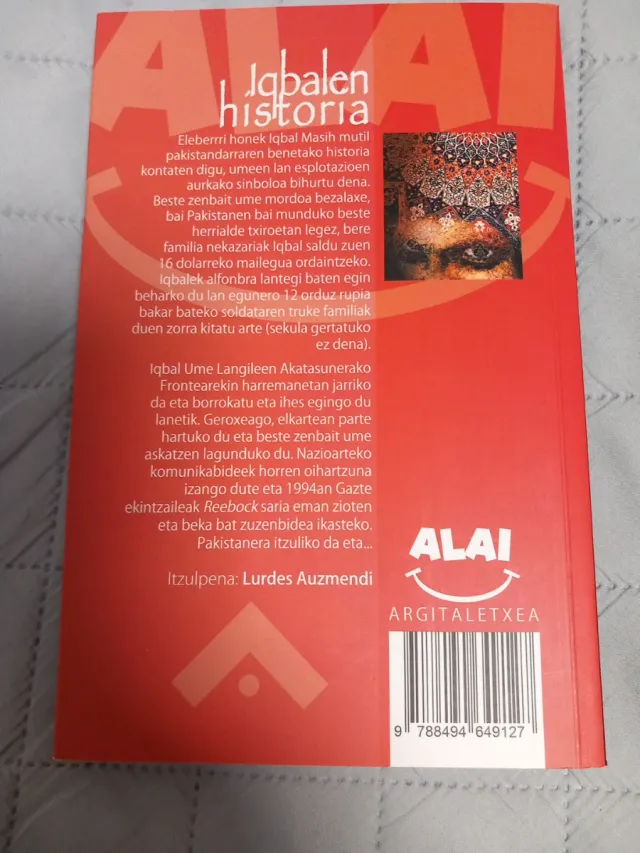 ALAI
Iqbalen
historia
Eleberrri honek Iqbal Masih mutil
pakistandarraren benetako historia
kontaten digu, umeen lan esplotazioen
aurkako sinboloa bihurtu dena.
Beste zenbait ume mordoa bezalaxe,
bai Pakistanen bai munduko beste
herrialde txiroetan legez, bere
familia nekazariak Iqbal saldu zuen
16 dolarreko mailegua ordaintzeko.
Iqbalek alfonbra lantegi baten egin
beharko du lan egunero 12 orduz rupia
bakar bateko soldataren truke familiak
duen zorra kitatu arte (sekula gertatuko
ez dena).
Iqbal Ume Langileen Akatasunerako
Frontearekin harremanetan jarriko
da eta borrokatu eta ihes egingo du
lanetik. Geroxeago, elkartean parte
hartuko du eta beste zenbait ume
askatzen lagunduko du. Nazioarteko
komunikabideek horren oihartzuna
izango dute eta 1994an Gazte
ekintzaileak Reebock saria eman zioten
eta beka bat zuzenbidea ikasteko.
Pakistanera itzuliko da eta...
Itzulpena: Lurdes Auzmendi
ALAI
ARGITALETXEA
9 788494 649127